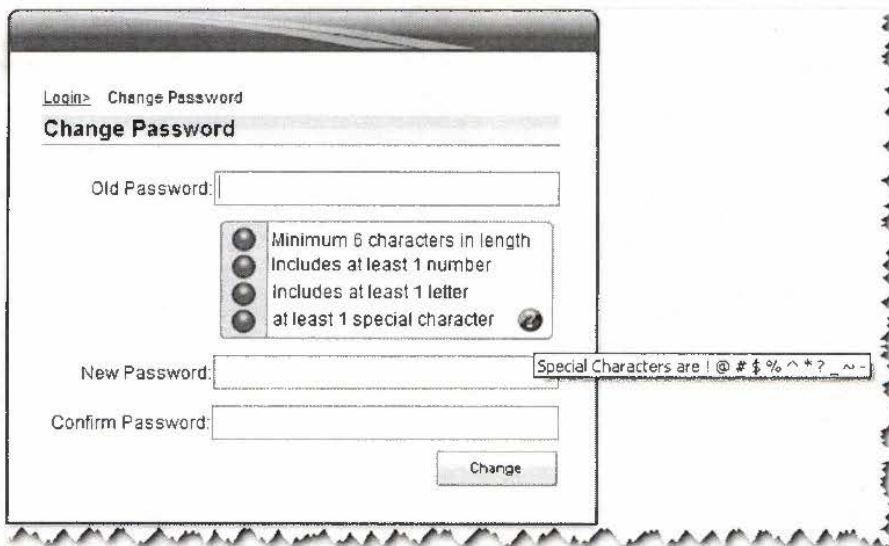 Login> Change Password
Change Password
Old Password:
Minimum 6 characters in length
Includes at least 1 number
Includes at least 1 letter
at least 1 special character
New Password:
Special Characters are ! @ # $ % ^ * ? _ ~ -
Confirm Password:
Change